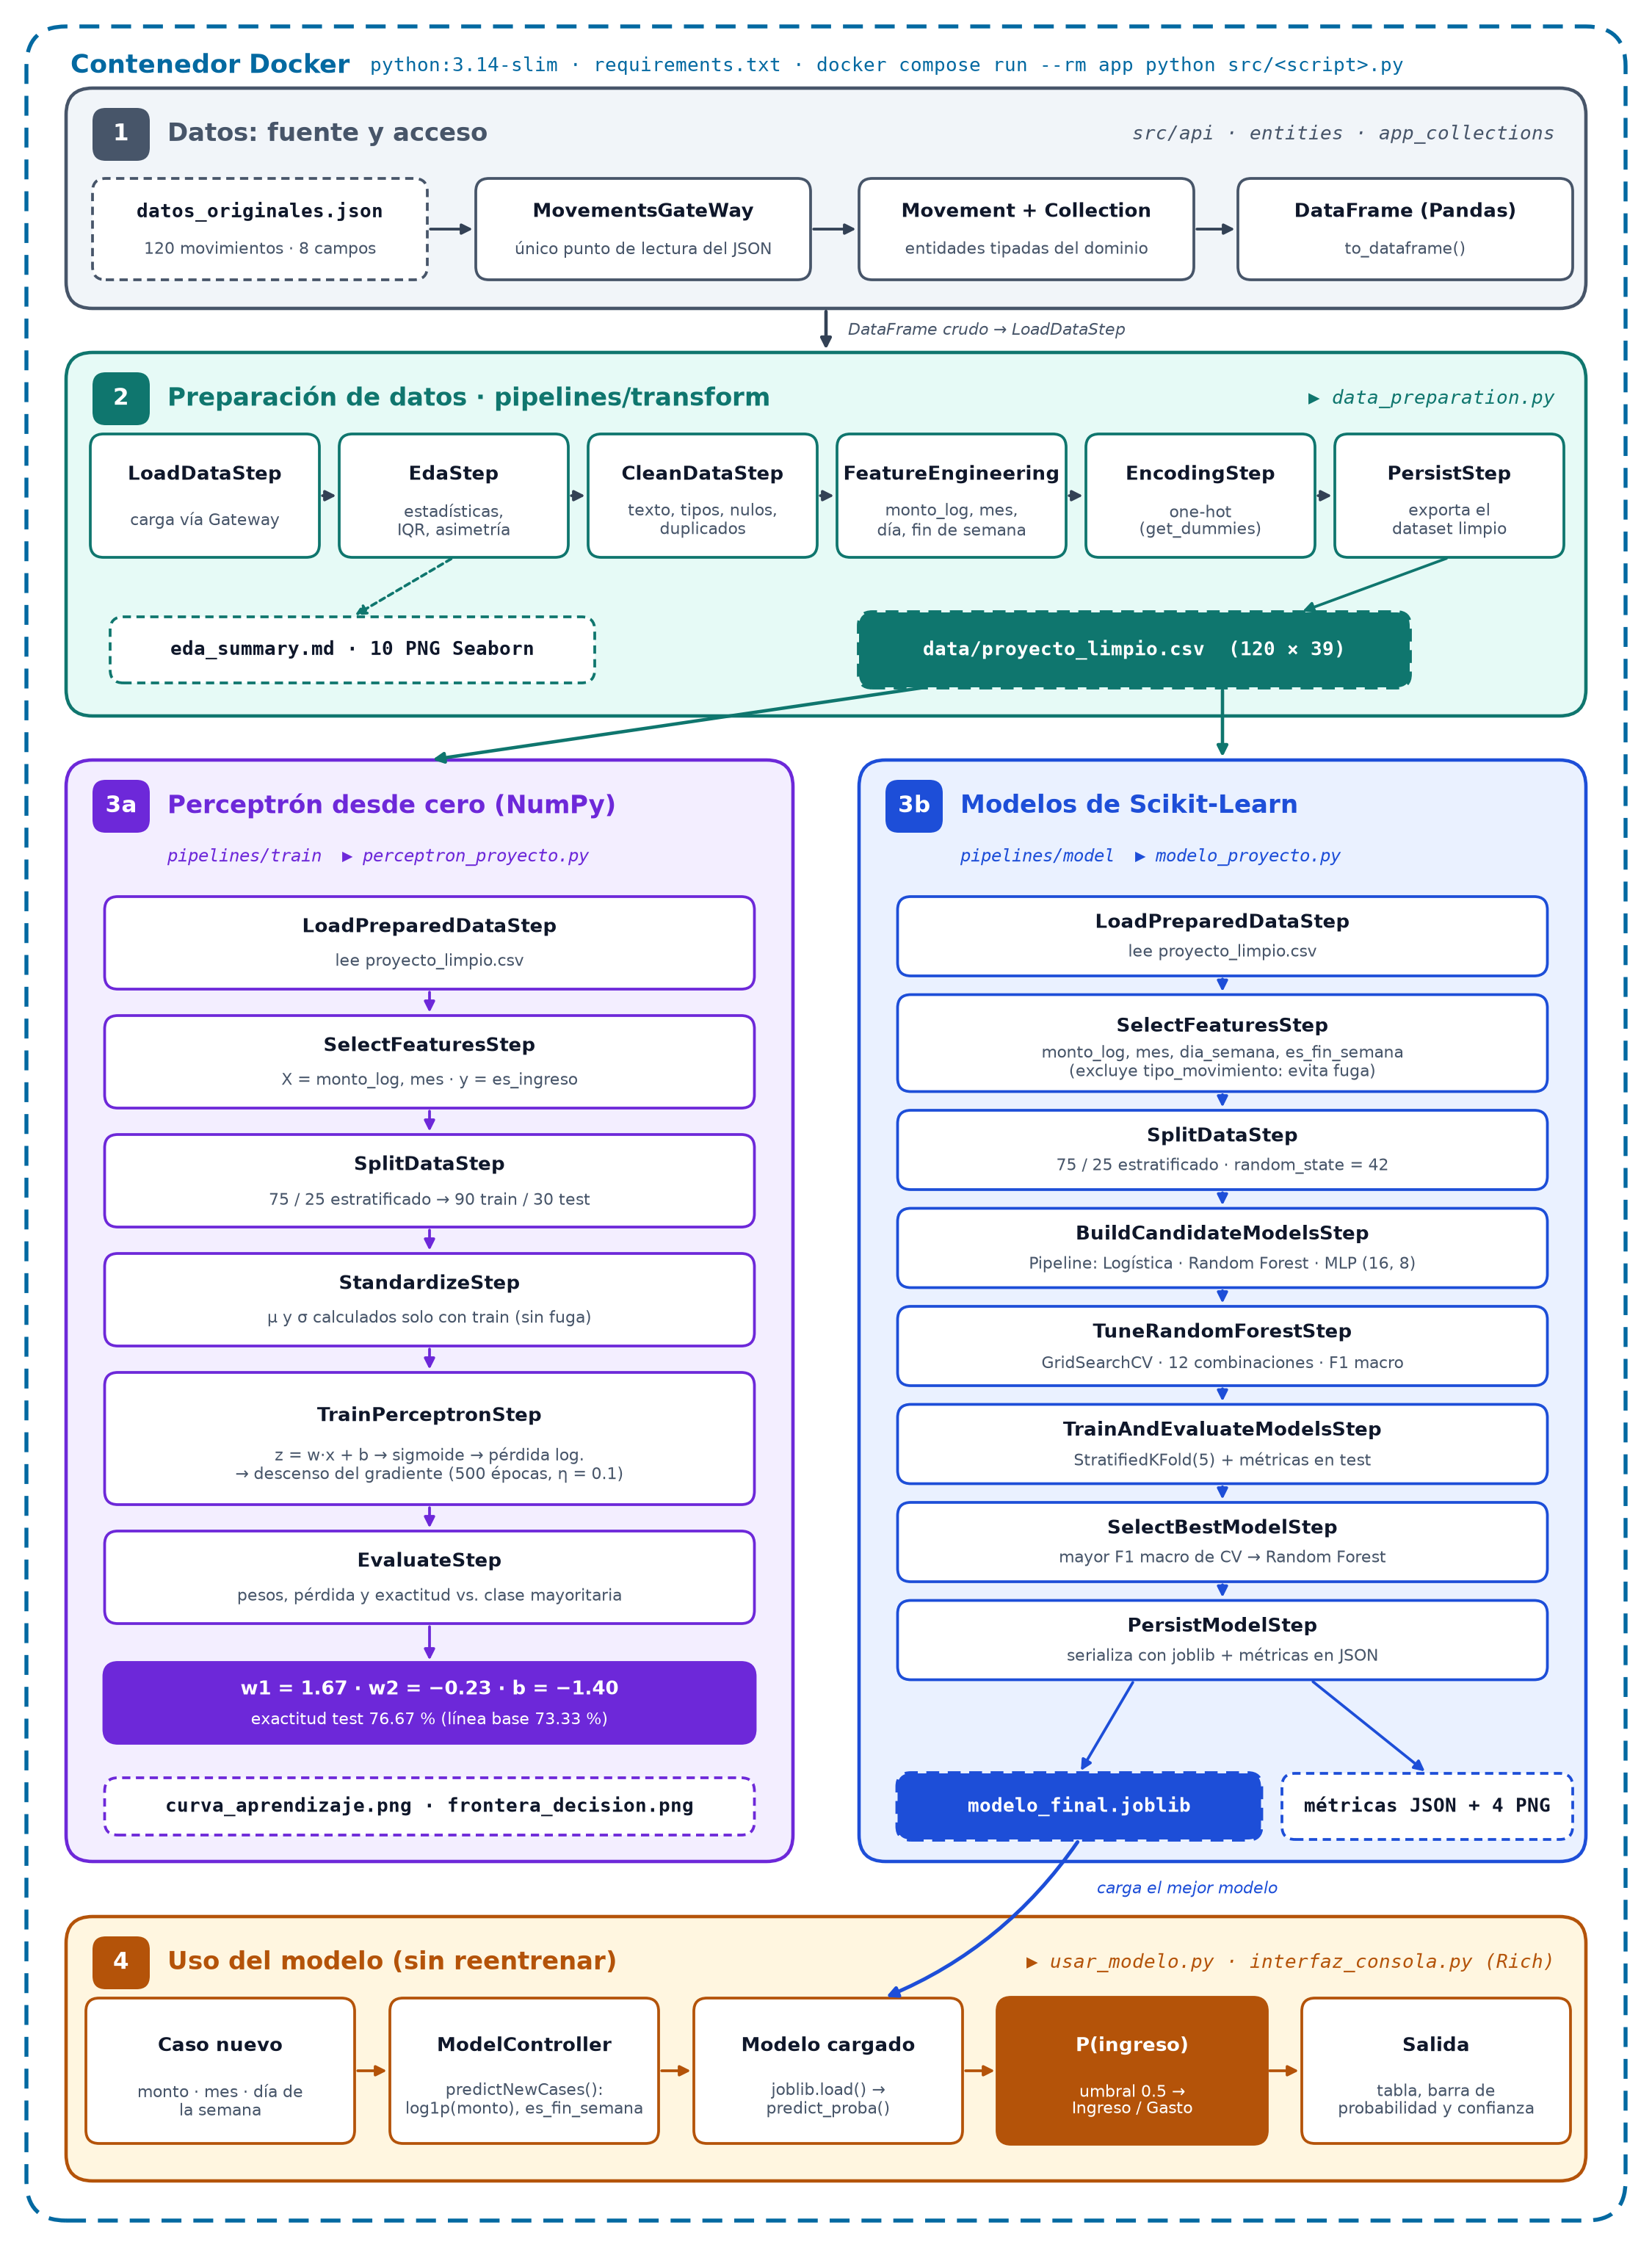 Contenedor Docker python:3.14-slim · requirements.txt · docker compose run --rm app python src/<script>.py
1 Datos: fuente y acceso src/api · entities · app_collections
datos_originales.json
120 movimientos · 8 campos
MovementsGateWay
único punto de lectura del JSON
Movement + Collection
entidades tipadas del dominio
DataFrame (Pandas)
to_dataframe()
DataFrame crudo → LoadDataStep
2 Preparación de datos · pipelines/transform ▶ data_preparation.py
LoadDataStep
carga vía Gateway
EdaStep
estadísticas,
IQR, asimetría
CleanDataStep
texto, tipos, nulos,
duplicados
FeatureEngineering
monto_log, mes,
día, fin de semana
EncodingStep
one-hot
(get_dummies)
PersistStep
exporta el
dataset limpio
eda_summary.md · 10 PNG Seaborn
data/proyecto_limpio.csv (120 × 39)
3a Perceptrón desde cero (NumPy)
pipelines/train ▶ perceptron_proyecto.py
LoadPreparedDataStep
lee proyecto_limpio.csv
SelectFeaturesStep
X = monto_log, mes · y = es_ingreso
SplitDataStep
75 / 25 estratificado → 90 train / 30 test
StandardizeStep
μ y σ calculados solo con train (sin fuga)
TrainPerceptronStep
z = w·x + b → sigmoide → pérdida log.
→ descenso del gradiente (500 épocas, η = 0.1)
EvaluateStep
pesos, pérdida y exactitud vs. clase mayoritaria
w1 = 1.67 · w2 = −0.23 · b = −1.40
exactitud test 76.67 % (línea base 73.33 %)
curva_aprendizaje.png · frontera_decision.png
3b Modelos de Scikit-Learn
pipelines/model ▶ modelo_proyecto.py
LoadPreparedDataStep
lee proyecto_limpio.csv
SelectFeaturesStep
monto_log, mes, dia_semana, es_fin_semana
(excluye tipo_movimiento: evita fuga)
SplitDataStep
75 / 25 estratificado · random_state = 42
BuildCandidateModelsStep
Pipeline: Logística · Random Forest · MLP (16, 8)
TuneRandomForestStep
GridSearchCV · 12 combinaciones · F1 macro
TrainAndEvaluateModelsStep
StratifiedKFold(5) + métricas en test
SelectBestModelStep
mayor F1 macro de CV → Random Forest
PersistModelStep
serializa con joblib + métricas en JSON
modelo_final.joblib
métricas JSON + 4 PNG
carga el mejor modelo
4 Uso del modelo (sin reentrenar) ▶ usar_modelo.py · interfaz_consola.py (Rich)
Caso nuevo
monto · mes · día de
la semana
ModelController
predictNewCases():
log1p(monto), es_fin_semana
Modelo cargado
joblib.load() →
predict_proba()
P(ingreso)
umbral 0.5 →
Ingreso / Gasto
Salida
tabla, barra de
probabilidad y confianza